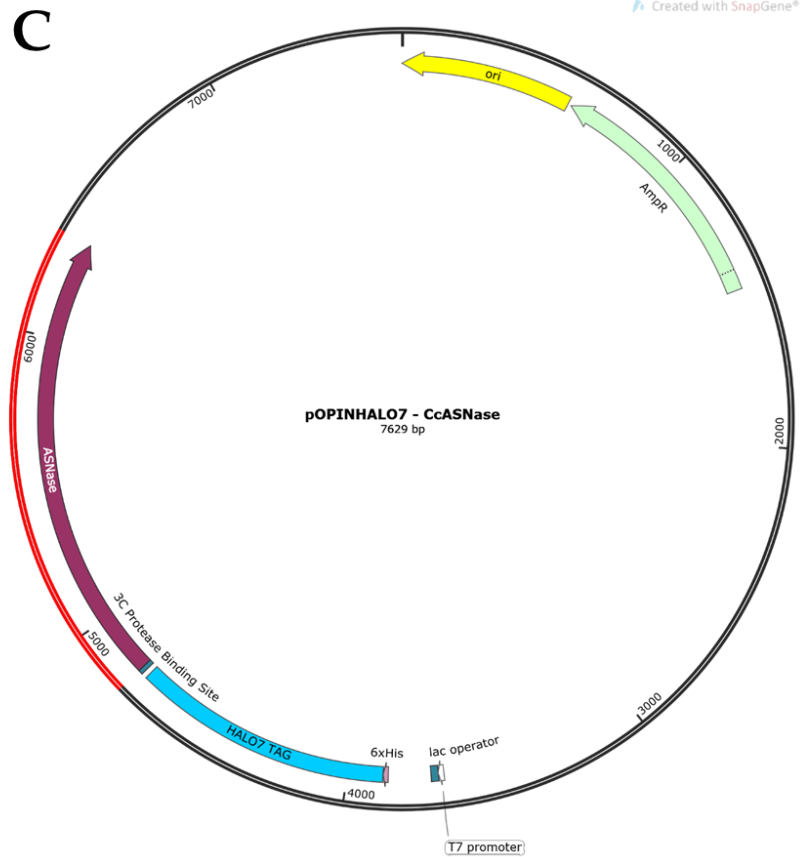 C
Created with SnapGene®
ori
7000
1000
AmpR
6000
pOPINHALO7 - CcASNase
7629 bp
2000
ASNase
3C Protease Binding Site
5000
HALO7 TAG
3000
6xHis
lac operator
4000
T7 promoter